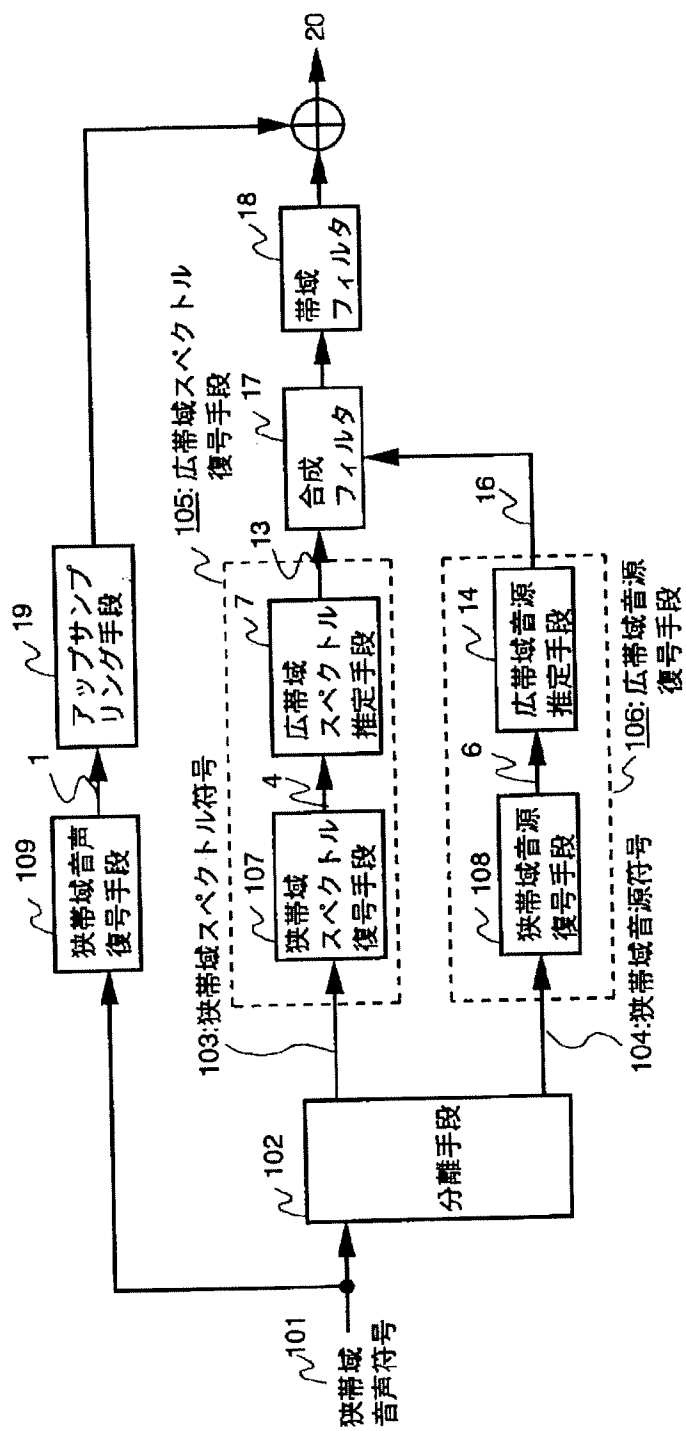 101
狭帯域
音声符号
102
分離手段
109
狭帯域音声
復号手段
1
19
アップサンプ
リング手段
103:狭帯域スペクトル符号
107
狭帯域
スペクトル
復号手段
4
7
広帯域
スペクトル
推定手段
13
105:広帯域スペクトル
復号手段
17
合成
フィルタ
18
帯域
フィルタ
20
104:狭帯域音源符号
108
狭帯域音源
復号手段
6
14
広帯域音源
推定手段
16
106:広帯域音源
復号手段